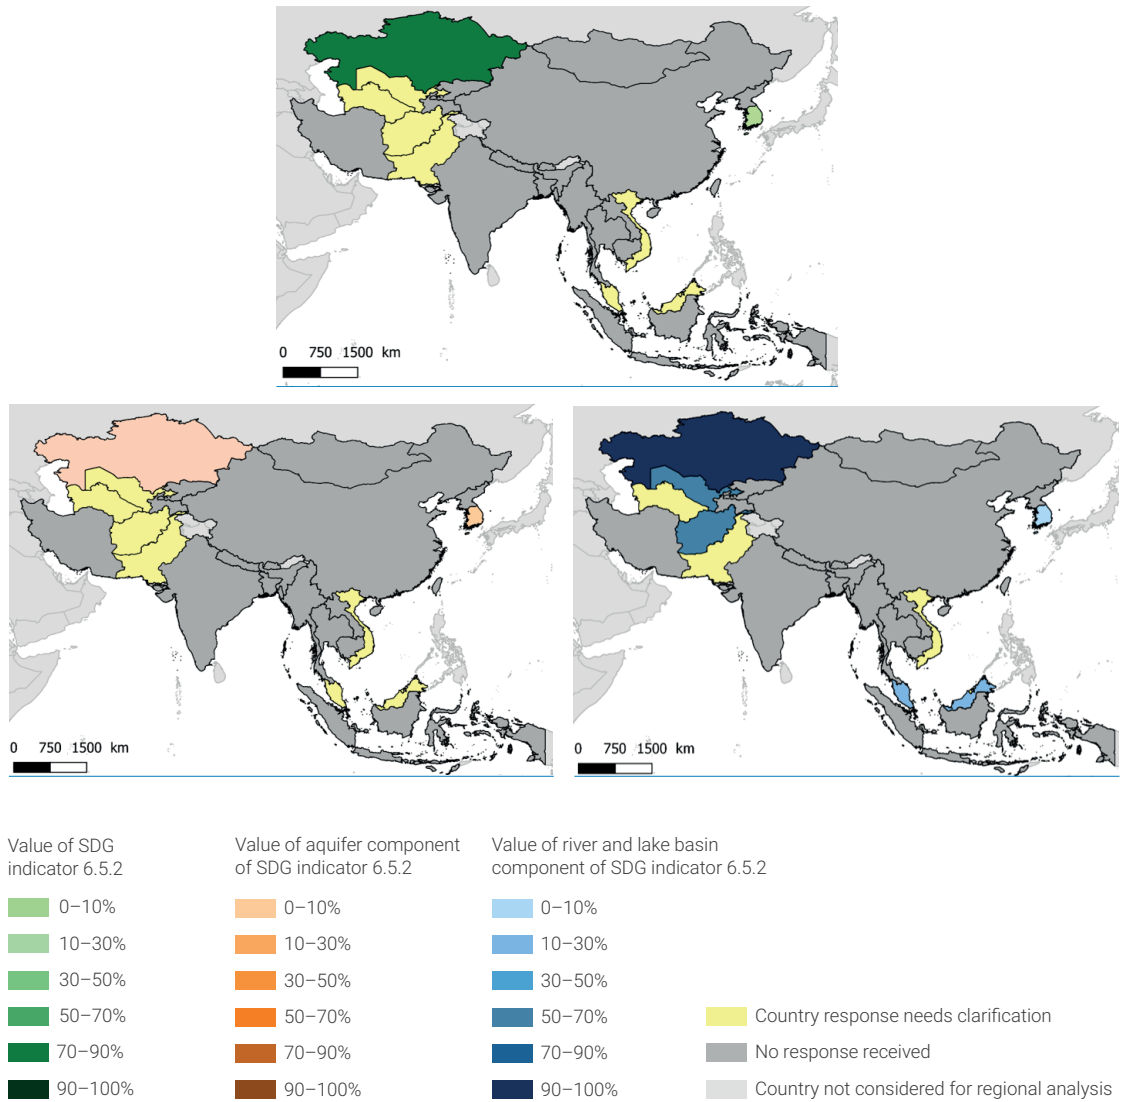 0 750 1500 km
0 750 1500 km
0 750 1500 km
Value of SDG
indicator 6.5.2
0–10%
10–30%
30–50%
50–70%
70–90%
90–100%
Value of aquifer component
of SDG indicator 6.5.2
0–10%
10–30%
30–50%
50–70%
70–90%
90–100%
Value of river and lake basin
component of SDG indicator 6.5.2
0–10%
10–30%
30–50%
50–70%
70–90%
90–100%
Country response needs clarification
No response received
Country not considered for regional analysis